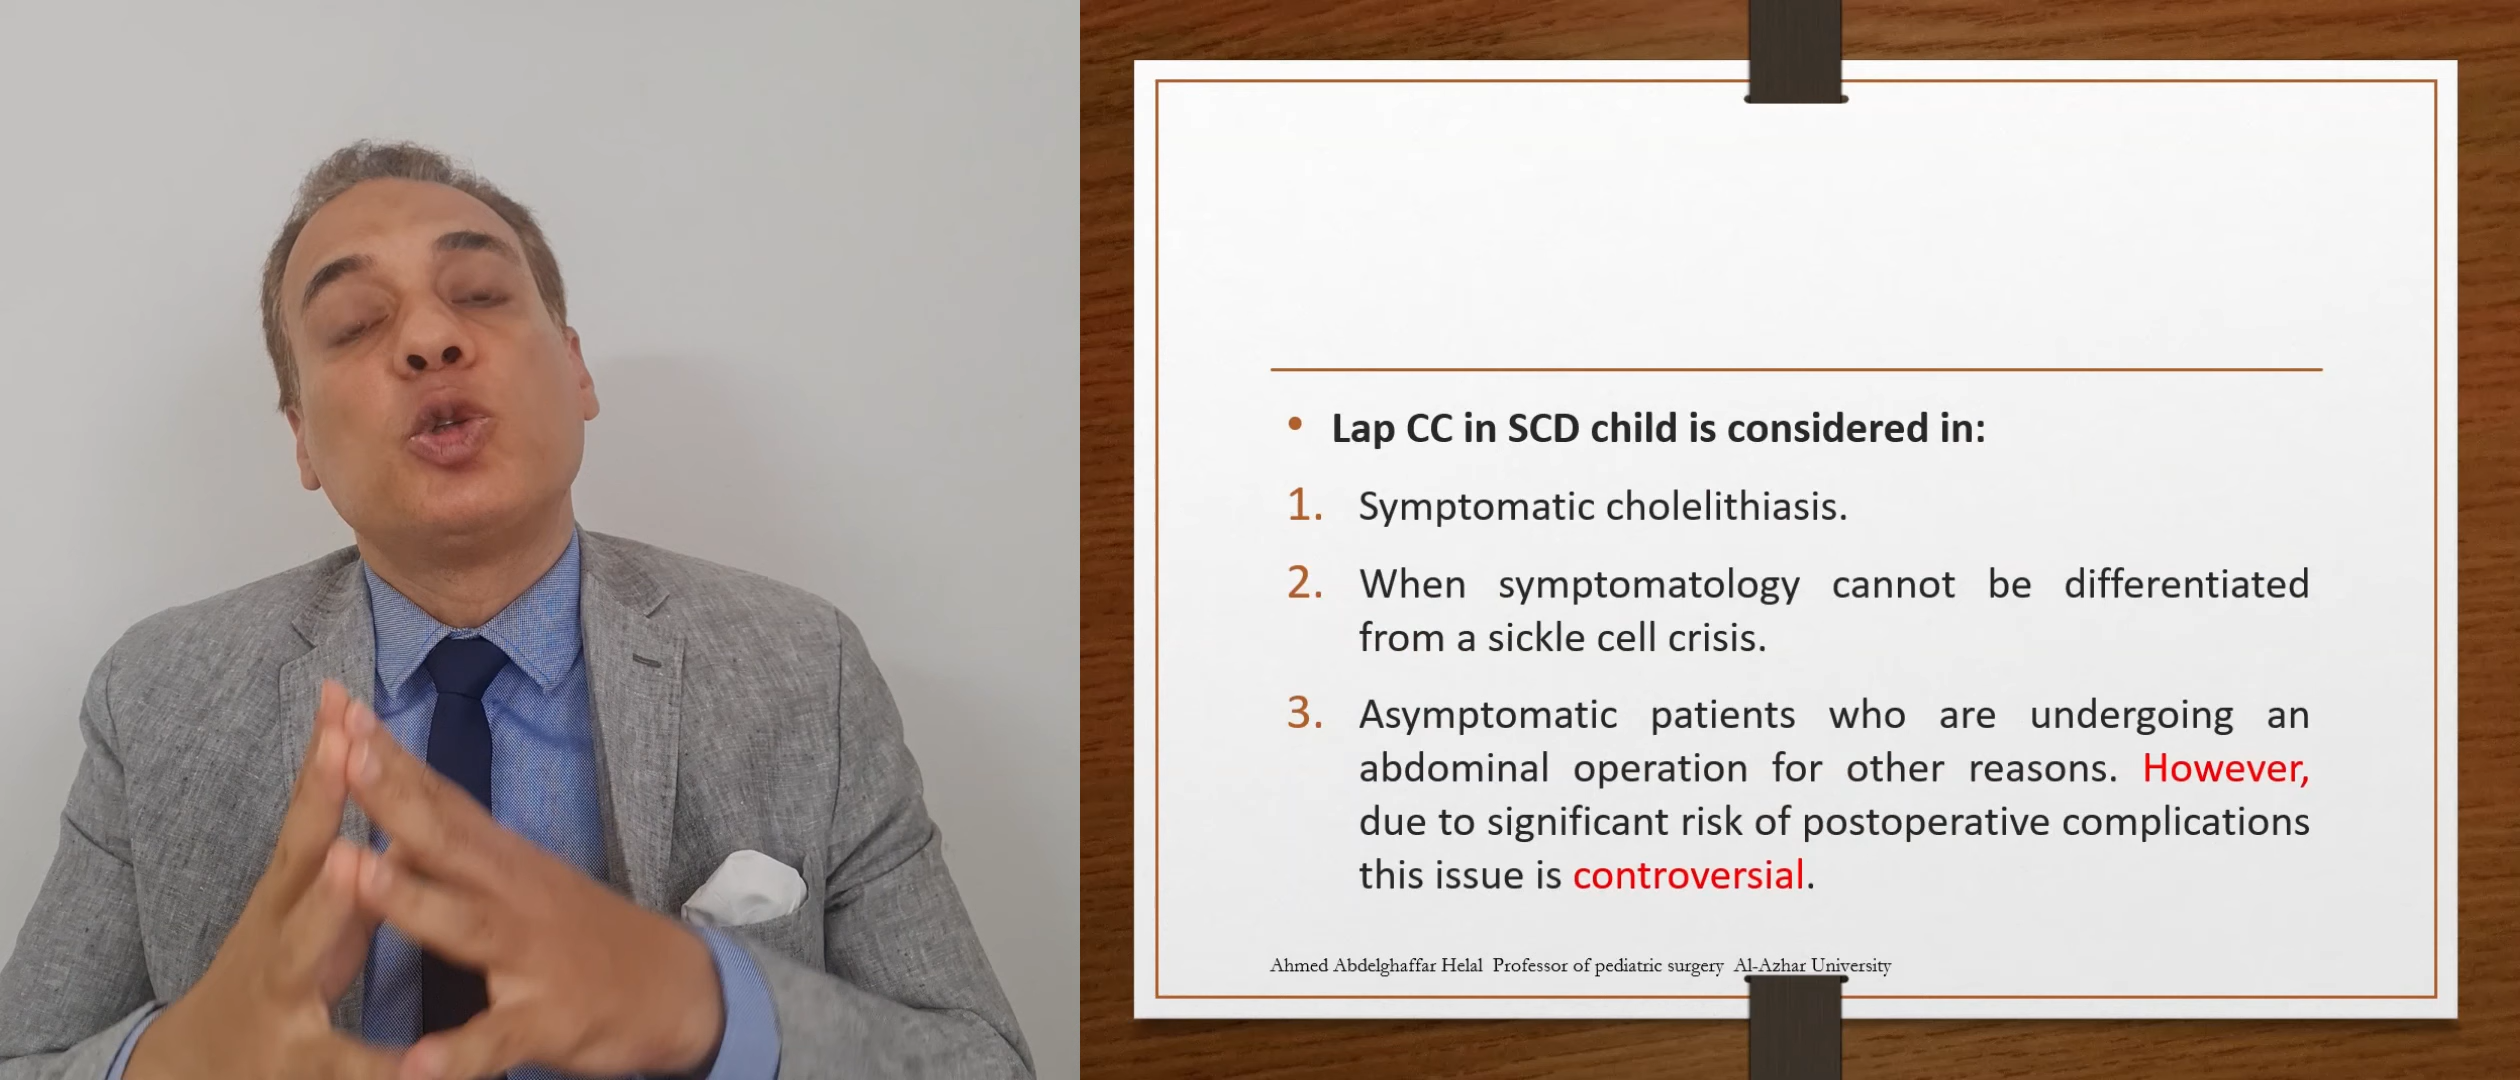 • Lap CC in SCD child is considered in:
1. Symptomatic cholelithiasis.
2. When symptomatology cannot be differentiated
from a sickle cell crisis.
3. Asymptomatic patients who are undergoing an
abdominal operation for other reasons. However,
due to significant risk of postoperative complications
this issue is controversial.
Ahmed Abdelghaffar Helal Professor of pediatric surgery Al-Azhar University